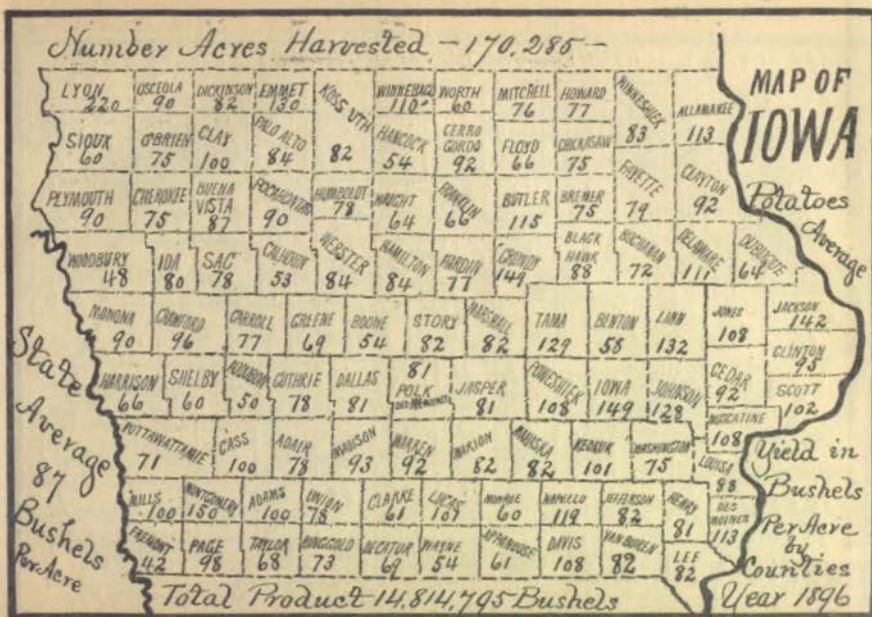 Number Acres Harvested - 170,285 -
MAP OF
IOWA
Potatoes
Average
Yield in
Bushels
Per Acre
by
Counties
Year 1896
State
Average
87
Bushels
Per Acre
LYON OSCEOLA DICKINSON EMMET KOSSUTH WINNEBAGO WORTH MITCHELL HOWARD WINNESHIEK ALLAMAKEE
220 90 82 130 82 110 60 76 77 83 113
SIOUX O'BRIEN CLAY PALO ALTO HANCOCK CERRO GORDO FLOYD CHICKASAW FAYETTE CLAYTON
60 75 100 84 54 92 66 75 79 92
PLYMOUTH CHEROKEE BUENA VISTA POCAHONTAS HUMBOLDT WRIGHT FRANKLIN BUTLER BREMER
90 75 87 90 78 64 66 115 75
WOODBURY IDA SAC CALHOUN WEBSTER HAMILTON HARDIN GRUNDY BLACK HAWK BUCHANAN DELAWARE DUBUQUE
48 80 78 53 84 84 77 149 88 72 111 64
MONONA CRAWFORD CARROLL GREENE BOONE STORY MARSHALL TAMA BENTON LINN JONES JACKSON
90 96 77 69 54 82 82 129 58 132 108 142
HARRISON SHELBY AUDUBON GUTHRIE DALLAS POLK JASPER POWESHIEK IOWA JOHNSON CEDAR CLINTON
66 60 50 78 81 81 81 108 149 128 92 95
DES MOINES
SCOTT
102
MUSCATINE
108
POTTAWATTAMIE CASS ADAIR MADISON WARREN MARION MAHASKA KEOKUK WASHINGTON LOUISA
71 100 78 93 92 82 82 101 75 88
MILLS MONTGOMERY ADAMS UNION CLARKE LUCAS MONROE WAPELLO JEFFERSON HENRY DES MOINES
100 150 100 78 61 107 60 119 82 81 113
FREMONT PAGE TAYLOR RINGGOLD DECATUR WAYNE APPANOOSE DAVIS VAN BUREN LEE
42 98 68 73 69 54 61 108 82 82
Total Product 14,814,795 Bushels